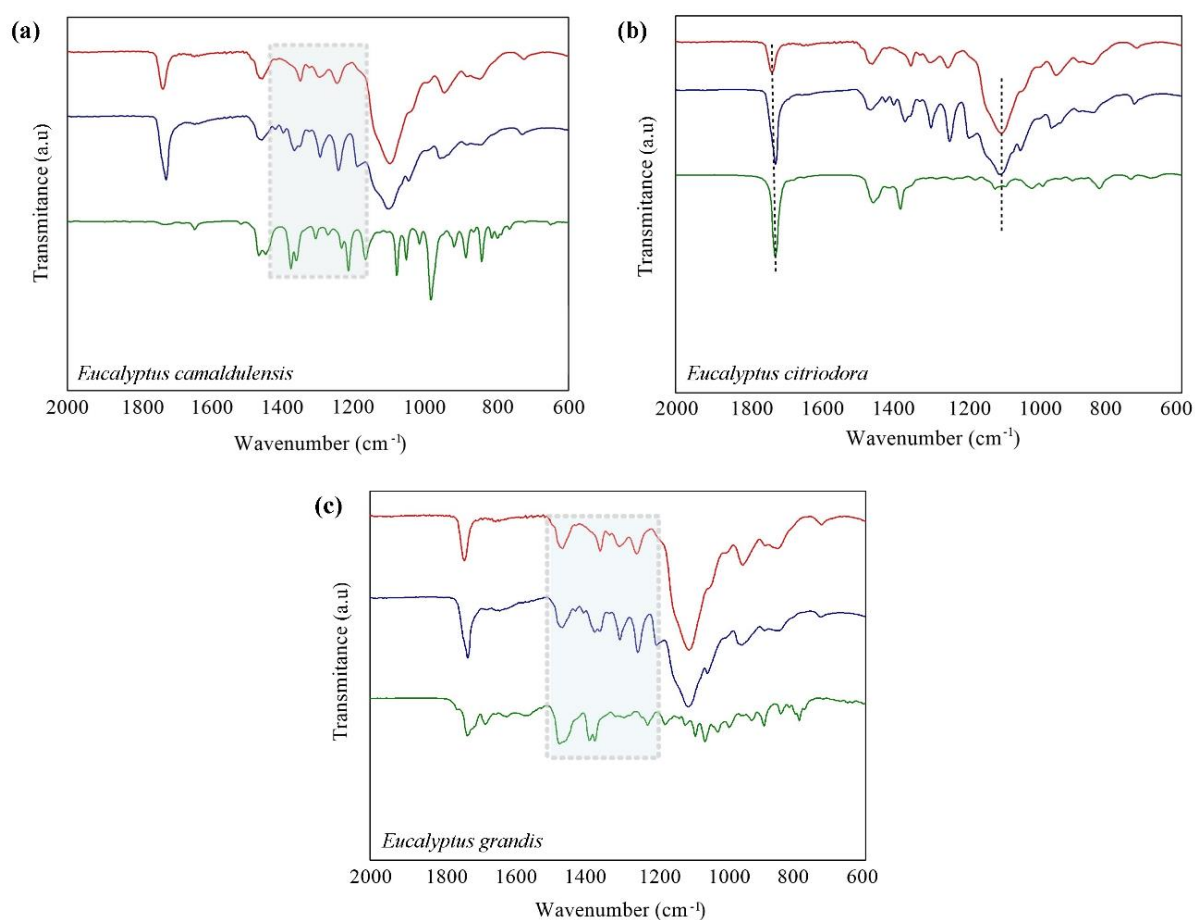 (a)
Transmitance (a.u)
Eucalyptus camaldulensis
2000 1800 1600 1400 1200 1000 800 600
Wavenumber (cm⁻¹)
(b)
Transmitance (a.u)
Eucalyptus citriodora
2000 1800 1600 1400 1200 1000 800 600
Wavenumber (cm⁻¹)
(c)
Transmitance (a.u)
Eucalyptus grandis
2000 1800 1600 1400 1200 1000 800 600
Wavenumber (cm⁻¹)